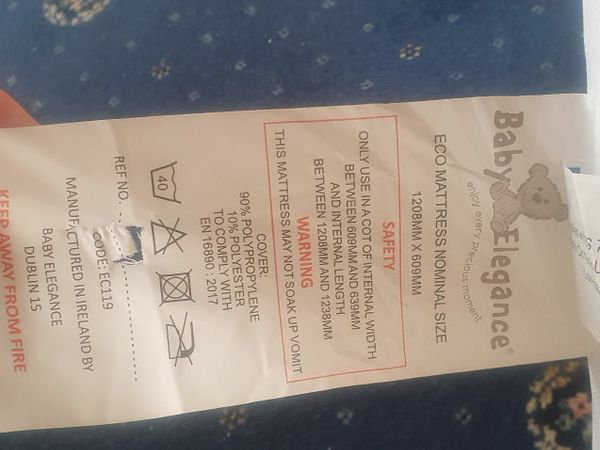 Baby Elegance®
enjoy every precious moment
ECO MATTRESS NOMINAL SIZE
1208MM X 609MM
SAFETY
ONLY USE IN A COT OF INTERNAL WIDTH
BETWEEN 609MM AND 639MM
AND INTERNAL LENGTH
BETWEEN 1208MM AND 1238MM
WARNING
THIS MATTRESS MAY NOT SOAK UP VOMIT
COVER:
90% POLYPROPYLENE
10% POLYESTER
TO COMPLY WITH
EN 16890 : 2017
40
REF NO.
CODE: EC119
MANUFACTURED IN IRELAND BY
BABY ELEGANCE
DUBLIN 15
KEEP AWAY FROM FIRE